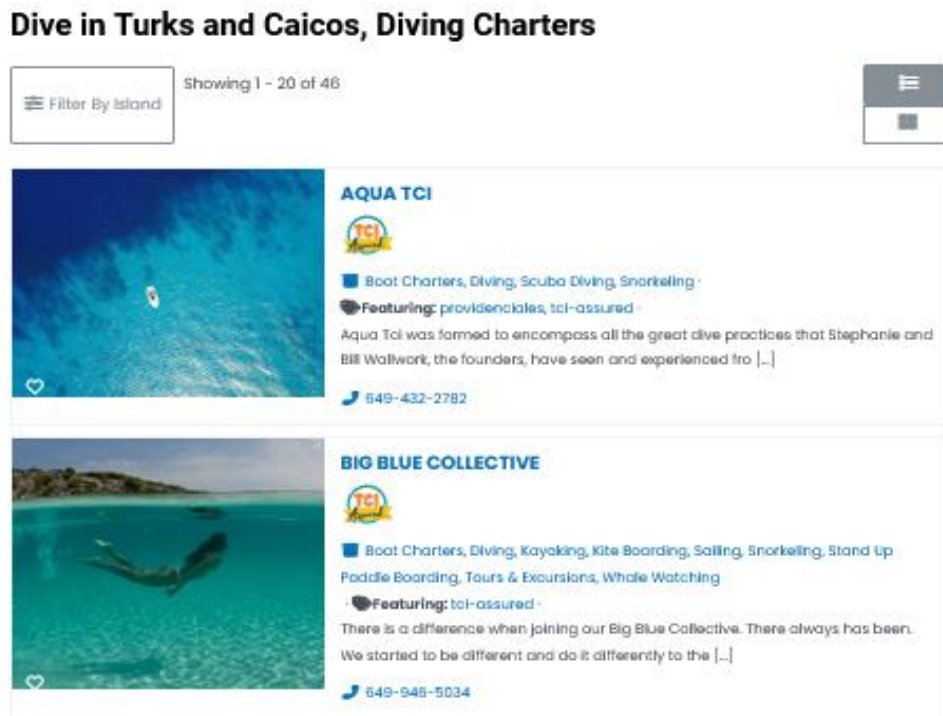 Dive in Turks and Caicos, Diving Charters
Filter By Island
Showing 1 - 20 of 46
AQUA TCI
TCI
Assured
Boat Charters, Diving, Scuba Diving, Snorkeling ·
Featuring: providenciales, tci-assured ·
Aqua Tci was formed to encompass all the great dive practices that Stephanie and
Bill Wallwork, the founders, have seen and experienced fro [...]
649-432-2782
BIG BLUE COLLECTIVE
TCI
Assured
Boat Charters, Diving, Kayaking, Kite Boarding, Sailing, Snorkeling, Stand Up
Paddle Boarding, Tours & Excursions, Whale Watching
· Featuring: tci-assured ·
There is a difference when joining our Big Blue Collective. There always has been.
We started to be different and do it differently to the [...]
649-946-5034